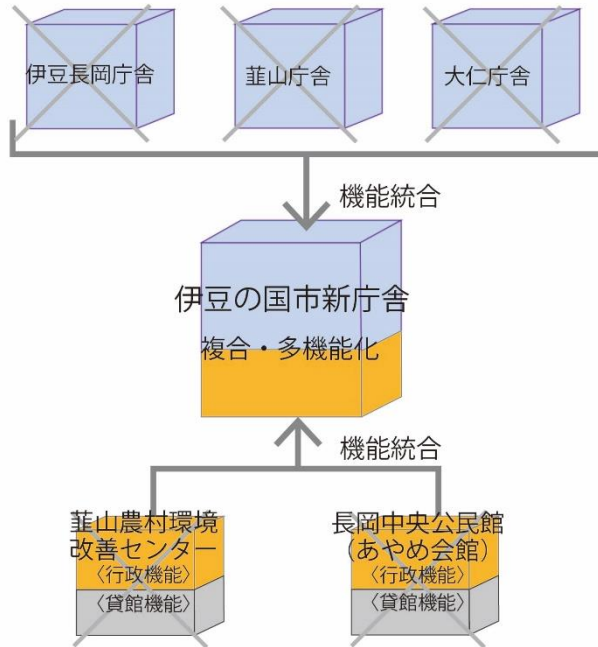 伊豆長岡庁舎
韮山庁舎
大仁庁舎
機能統合
伊豆の国市新庁舎
複合・多機能化
機能統合
韮山農村環境
改善センター
〈行政機能〉
〈貸館機能〉
長岡中央公民館
（あやめ会館）
〈行政機能〉
〈貸館機能〉